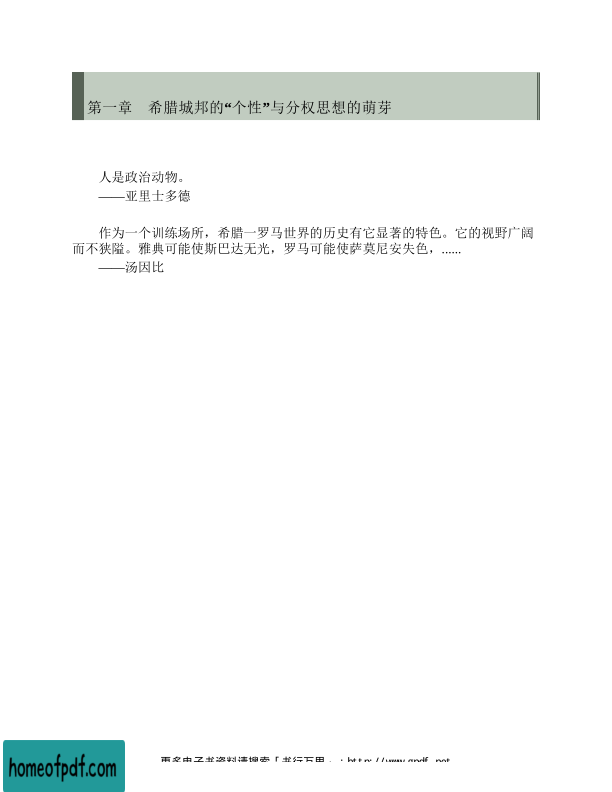 第一章　希腊城邦的“个性”与分权思想的萌芽
人是政治动物。
——亚里士多德
作为一个训练场所，希腊一罗马世界的历史有它显著的特色。它的视野广阔
而不狭隘。雅典可能使斯巴达无光，罗马可能使萨莫尼安失色，......
——汤因比
更多电子书资料请搜索「书行万里」：http://www.gpdf.net
homeofpdf.com